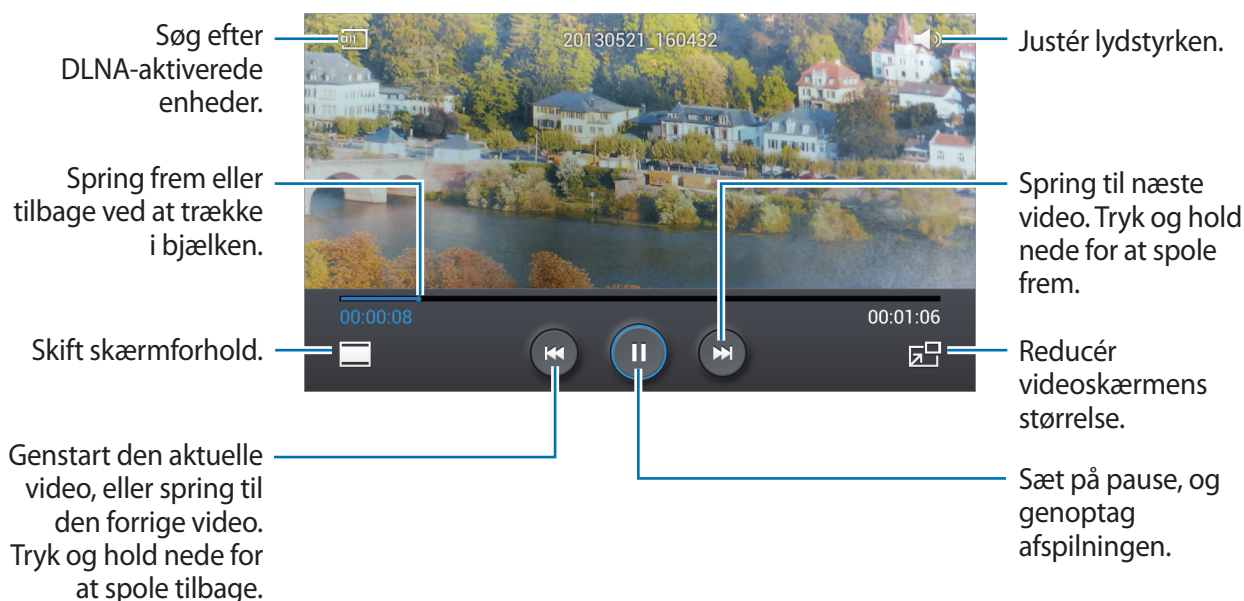 Søg efter
DLNA-aktiverede
enheder.
20130521_160432
Justér lydstyrken.
Spring frem eller
tilbage ved at trække
i bjælken.
Spring til næste
video. Tryk og hold
nede for at spole
frem.
00:00:08
00:01:06
Skift skærmforhold.
Reducér
videoskærmens
størrelse.
Genstart den aktuelle
video, eller spring til
den forrige video.
Tryk og hold nede for
at spole tilbage.
Sæt på pause, og
genoptag
afspilningen.